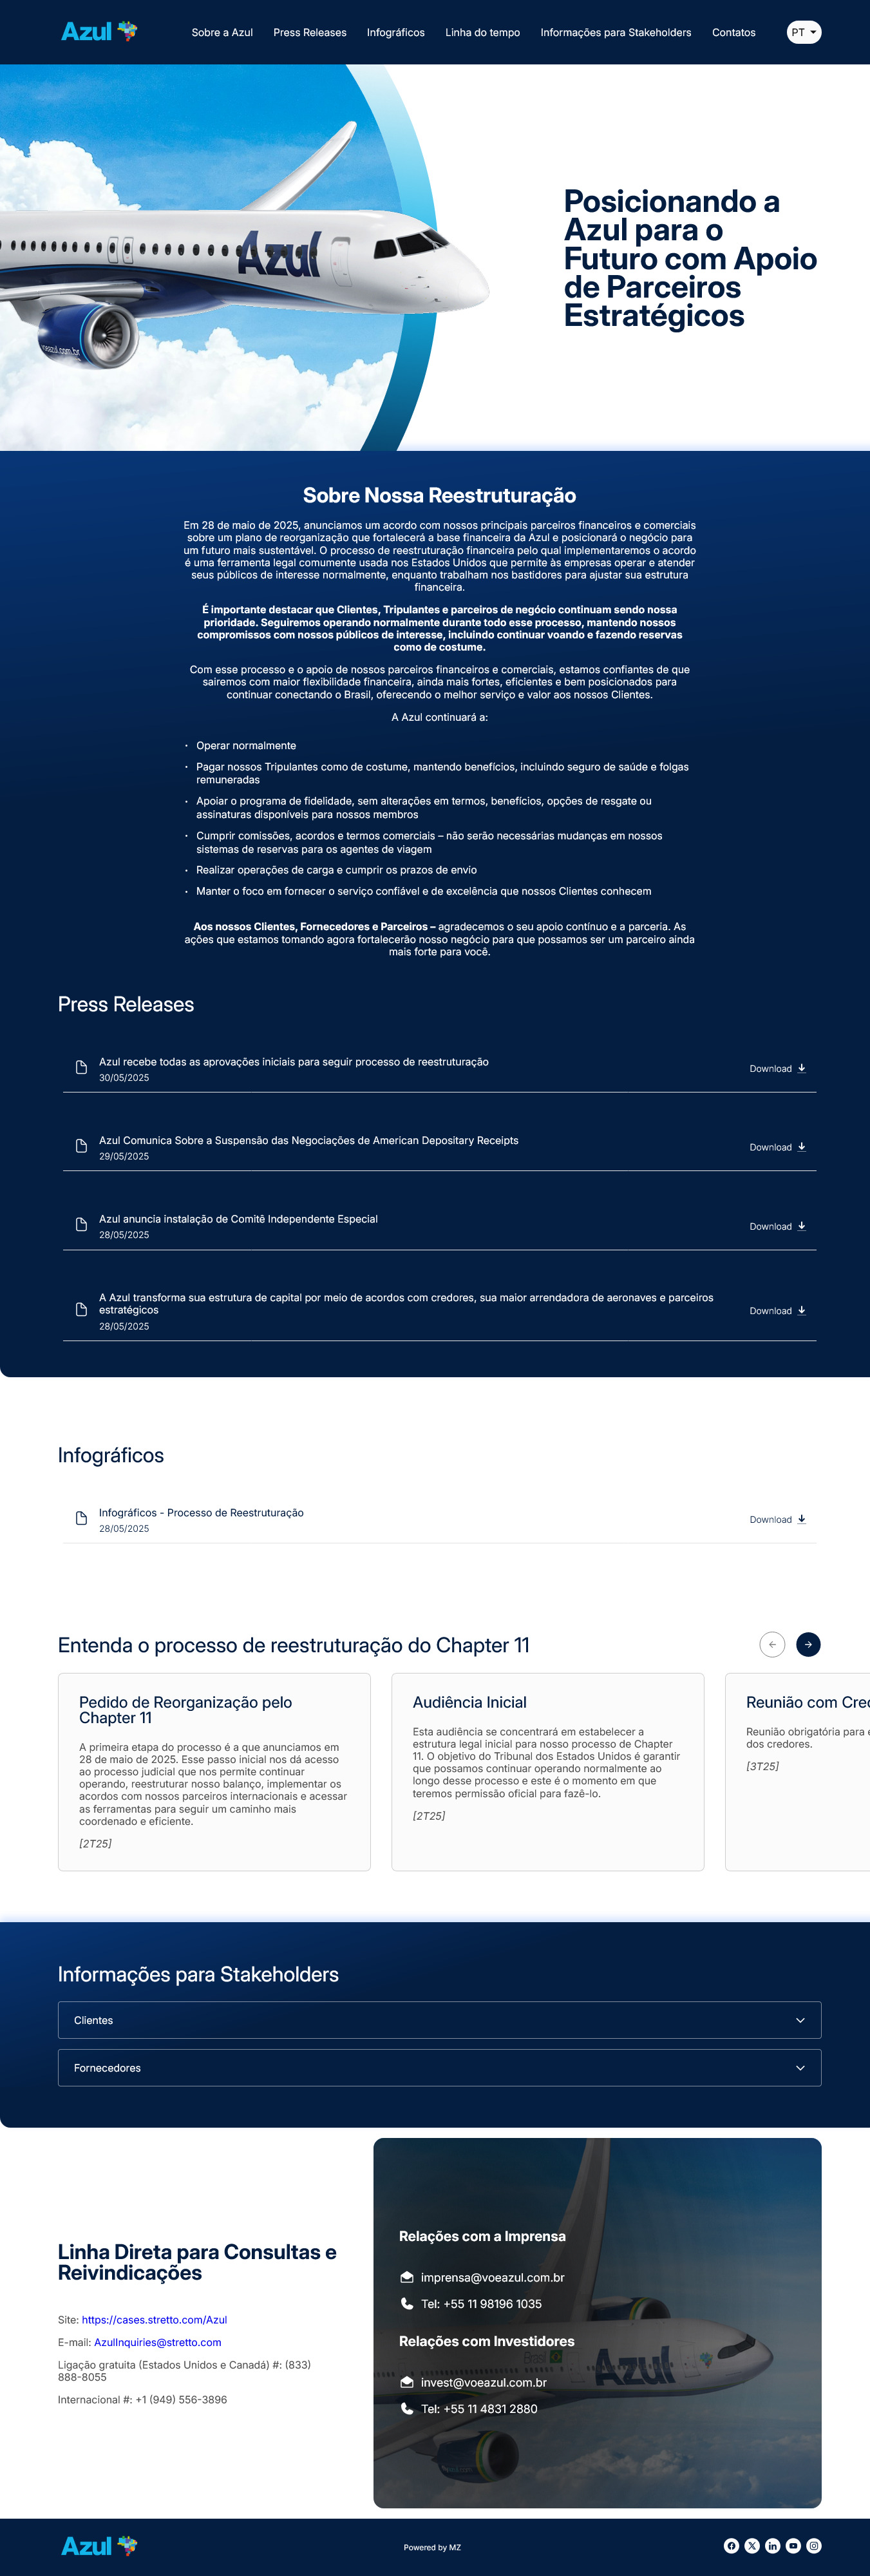 Azul
Sobre a Azul
Press Releases
Infográficos
Linha do tempo
Informações para Stakeholders
Contatos
PT
Azul
voeazul.com.br
Posicionando a
Azul para o
Futuro com Apoio
de Parceiros
Estratégicos
Sobre Nossa Reestruturação
Em 28 de maio de 2025, anunciamos um acordo com nossos principais parceiros financeiros e comerciais
sobre um plano de reorganização que fortalecerá a base financeira da Azul e posicionará o negócio para
um futuro mais sustentável. O processo de reestruturação financeira pelo qual implementaremos o acordo
é uma ferramenta legal comumente usada nos Estados Unidos que permite às empresas operar e atender
seus públicos de interesse normalmente, enquanto trabalham nos bastidores para ajustar sua estrutura
financeira.
É importante destacar que Clientes, Tripulantes e parceiros de negócio continuam sendo nossa
prioridade. Seguiremos operando normalmente durante todo esse processo, mantendo nossos
compromissos com nossos públicos de interesse, incluindo continuar voando e fazendo reservas
como de costume.
Com esse processo e o apoio de nossos parceiros financeiros e comerciais, estamos confiantes de que
sairemos com maior flexibilidade financeira, ainda mais fortes, eficientes e bem posicionados para
continuar conectando o Brasil, oferecendo o melhor serviço e valor aos nossos Clientes.
A Azul continuará a:
• Operar normalmente
• Pagar nossos Tripulantes como de costume, mantendo benefícios, incluindo seguro de saúde e folgas
remuneradas
• Apoiar o programa de fidelidade, sem alterações em termos, benefícios, opções de resgate ou
assinaturas disponíveis para nossos membros
• Cumprir comissões, acordos e termos comerciais – não serão necessárias mudanças em nossos
sistemas de reservas para os agentes de viagem
• Realizar operações de carga e cumprir os prazos de envio
• Manter o foco em fornecer o serviço confiável e de excelência que nossos Clientes conhecem
Aos nossos Clientes, Fornecedores e Parceiros – agradecemos o seu apoio contínuo e a parceria. As
ações que estamos tomando agora fortalecerão nosso negócio para que possamos ser um parceiro ainda
mais forte para você.
Press Releases
Azul recebe todas as aprovações iniciais para seguir processo de reestruturação
30/05/2025
Download
Azul Comunica Sobre a Suspensão das Negociações de American Depositary Receipts
29/05/2025
Download
Azul anuncia instalação de Comitê Independente Especial
28/05/2025
Download
A Azul transforma sua estrutura de capital por meio de acordos com credores, sua maior arrendadora de aeronaves e parceiros
estratégicos
28/05/2025
Download
Infográficos
Infográficos - Processo de Reestruturação
28/05/2025
Download
Entenda o processo de reestruturação do Chapter 11
Pedido de Reorganização pelo
Chapter 11
A primeira etapa do processo é a que anunciamos em
28 de maio de 2025. Esse passo inicial nos dá acesso
ao processo judicial que nos permite continuar
operando, reestruturar nosso balanço, implementar os
acordos com nossos parceiros internacionais e acessar
as ferramentas para seguir um caminho mais
coordenado e eficiente.
[2T25]
Audiência Inicial
Esta audiência se concentrará em estabelecer a
estrutura legal inicial para nosso processo de Chapter
11. O objetivo do Tribunal dos Estados Unidos é garantir
que possamos continuar operando normalmente ao
longo desse processo e este é o momento em que
teremos permissão oficial para fazê-lo.
[2T25]
Reunião com Cred
Reunião obrigatória para e
dos credores.
[3T25]
Informações para Stakeholders
Clientes
Fornecedores
Linha Direta para Consultas e
Reivindicações
Site: https://cases.stretto.com/Azul
E-mail: AzulInquiries@stretto.com
Ligação gratuita (Estados Unidos e Canadá) #: (833)
888-8055
Internacional #: +1 (949) 556-3896
Relações com a Imprensa
imprensa@voeazul.com.br
Tel: +55 11 98196 1035
Relações com Investidores
invest@voeazul.com.br
Tel: +55 11 4831 2880
Brasil
Azul
Azul
Powered by MZ